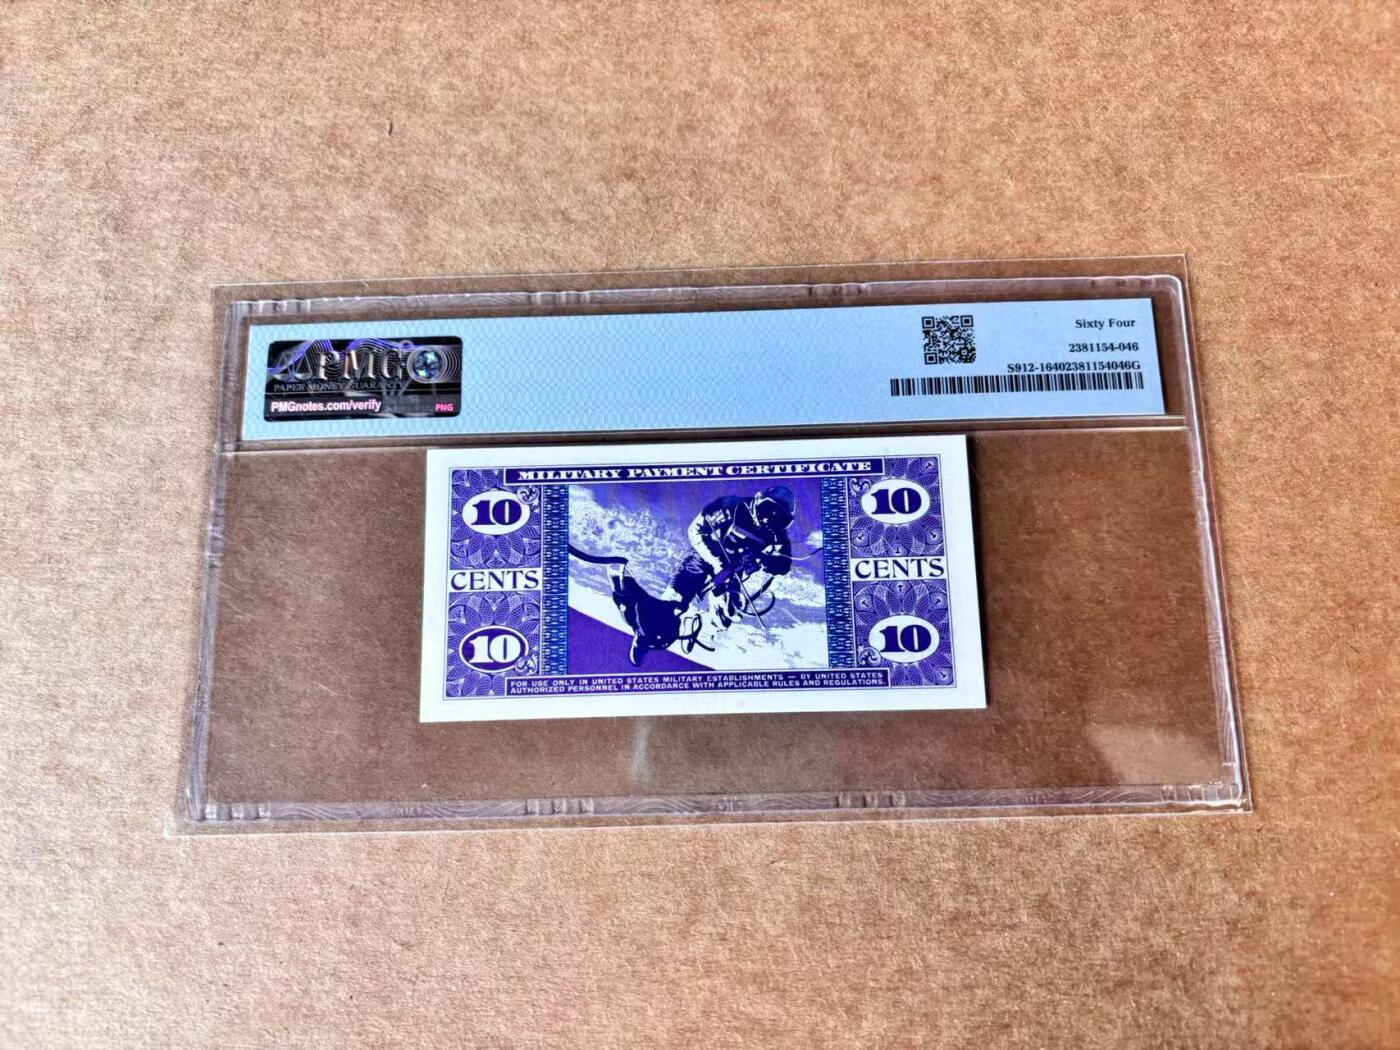 PMG
PAPER MONEY GUARANTY
PMGnotes.com/verify
PNG
Sixty Four
2381154-046
S912-16402381154046G
MILITARY PAYMENT CERTIFICATE
10
10
CENTS
CENTS
10
10
FOR USE ONLY IN UNITED STATES MILITARY ESTABLISHMENTS — BY UNITED STATES
AUTHORIZED PERSONNEL IN ACCORDANCE WITH APPLICABLE RULES AND REGULATIONS.